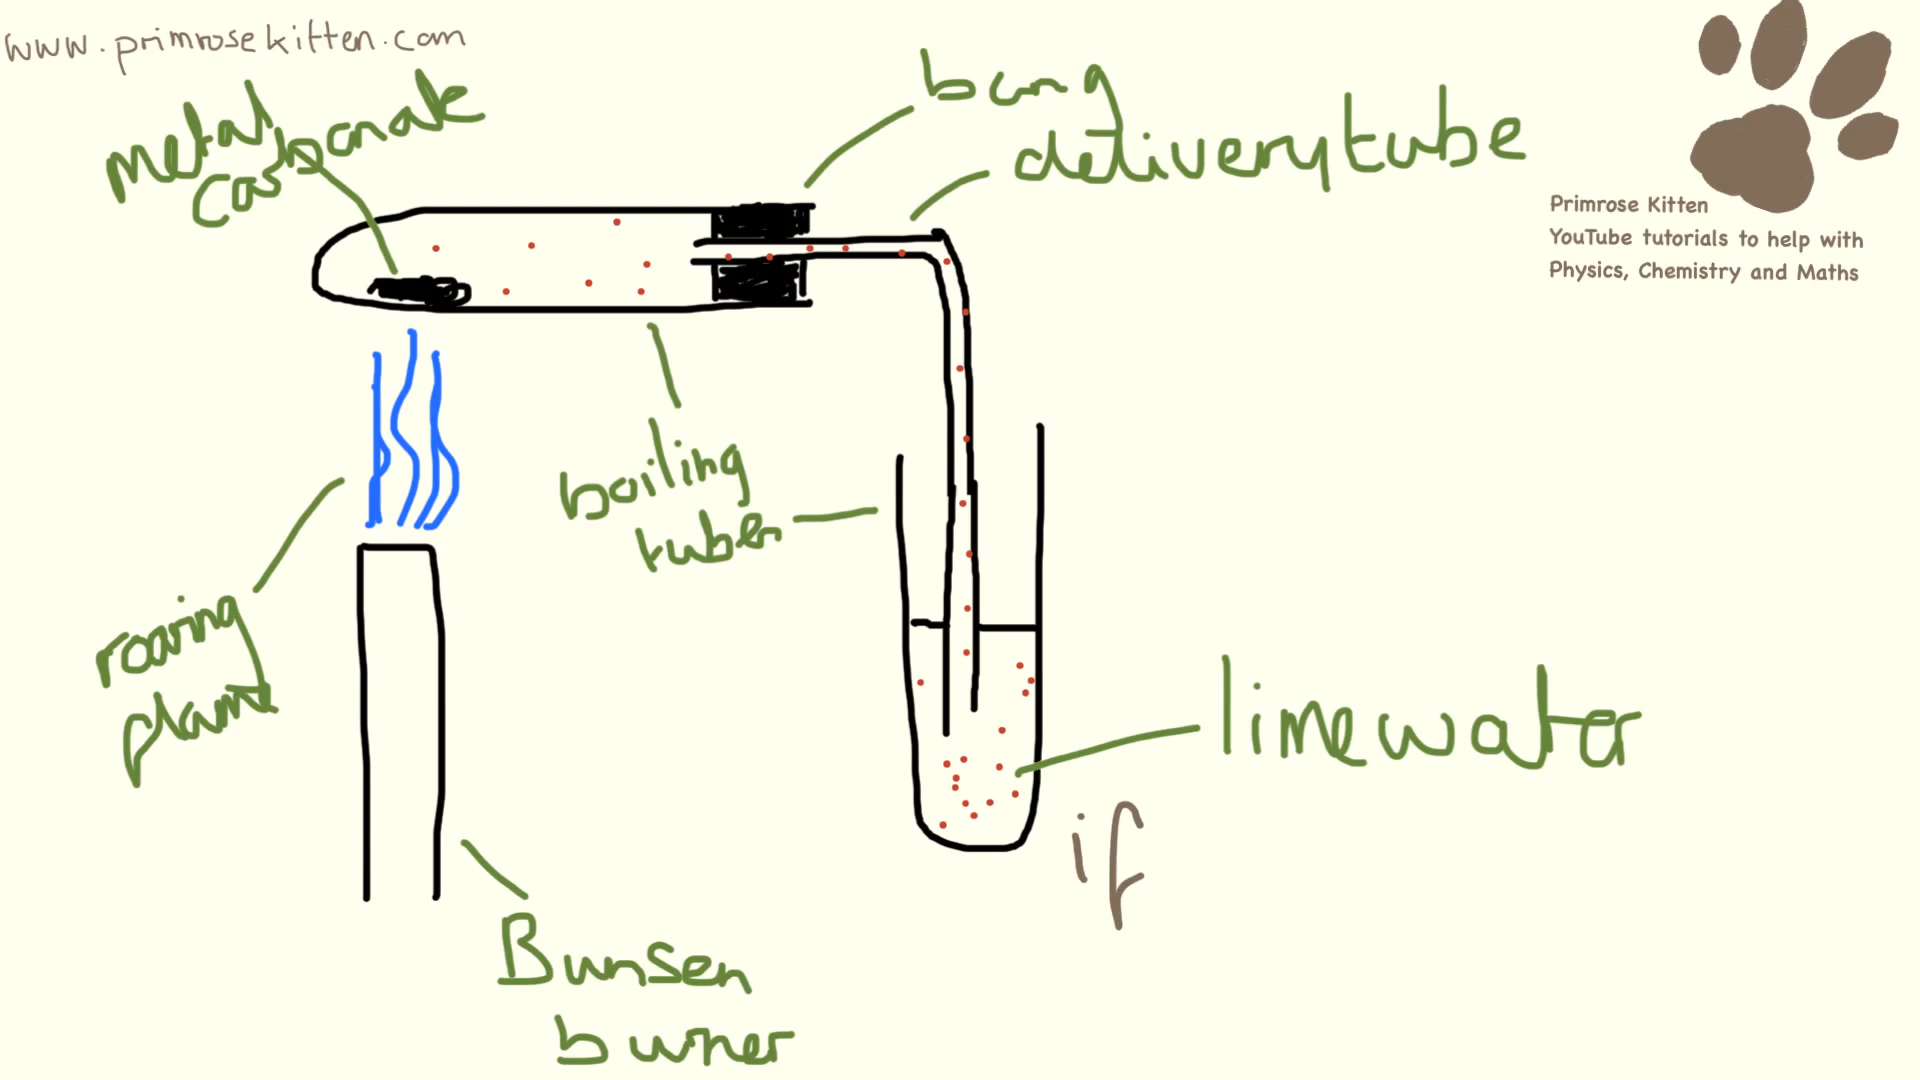 www.primrosekitten.com
metal
carbonate
bung
delivery tube
Primrose Kitten
YouTube tutorials to help with
Physics, Chemistry and Maths
boiling
tubes
roaring
flame
limewater
if
Bunsen
burner